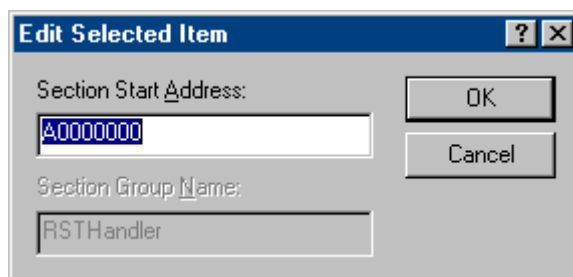 Edit Selected Item
Section Start Address:
A0000000
Section Group Name:
RSTHandler
OK
Cancel